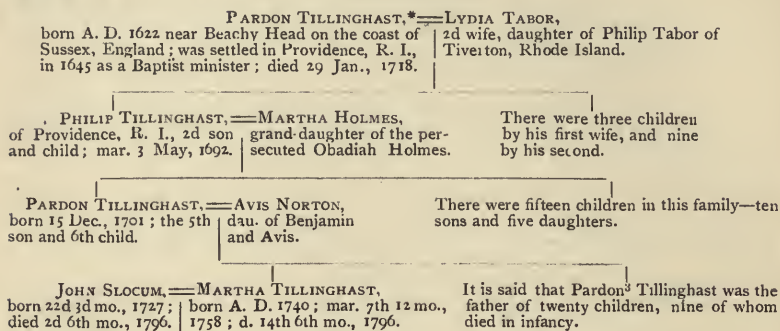 PARDON TILLINGHAST,*═LYDIA TABOR,
born A. D. 1622 near Beachy Head on the coast of
Sussex, England ; was settled in Providence, R. I.,
in 1645 as a Baptist minister ; died 29 Jan., 1718.
2d wife, daughter of Philip Tabor of
Tiverton, Rhode Island.
PHILIP TILLINGHAST,═MARTHA HOLMES,
of Providence, R. I., 2d son
and child ; mar. 3 May, 1692.
grand-daughter of the per-
secuted Obadiah Holmes.
There were three children
by his first wife, and nine
by his second.
PARDON TILLINGHAST,═AVIS NORTON,
born 15 Dec., 1701 ; the 5th
son and 6th child.
dau. of Benjamin
and Avis.
There were fifteen children in this family—ten
sons and five daughters.
JOHN SLOCUM,═MARTHA TILLINGHAST,
born 22d 3d mo., 1727 ;
died 2d 6th mo., 1796.
born A. D. 1740 ; mar. 7th 12 mo.,
1758 ; d. 14th 6th mo., 1796.
It is said that Pardon³ Tillinghast was the
father of twenty children, nine of whom
died in infancy.